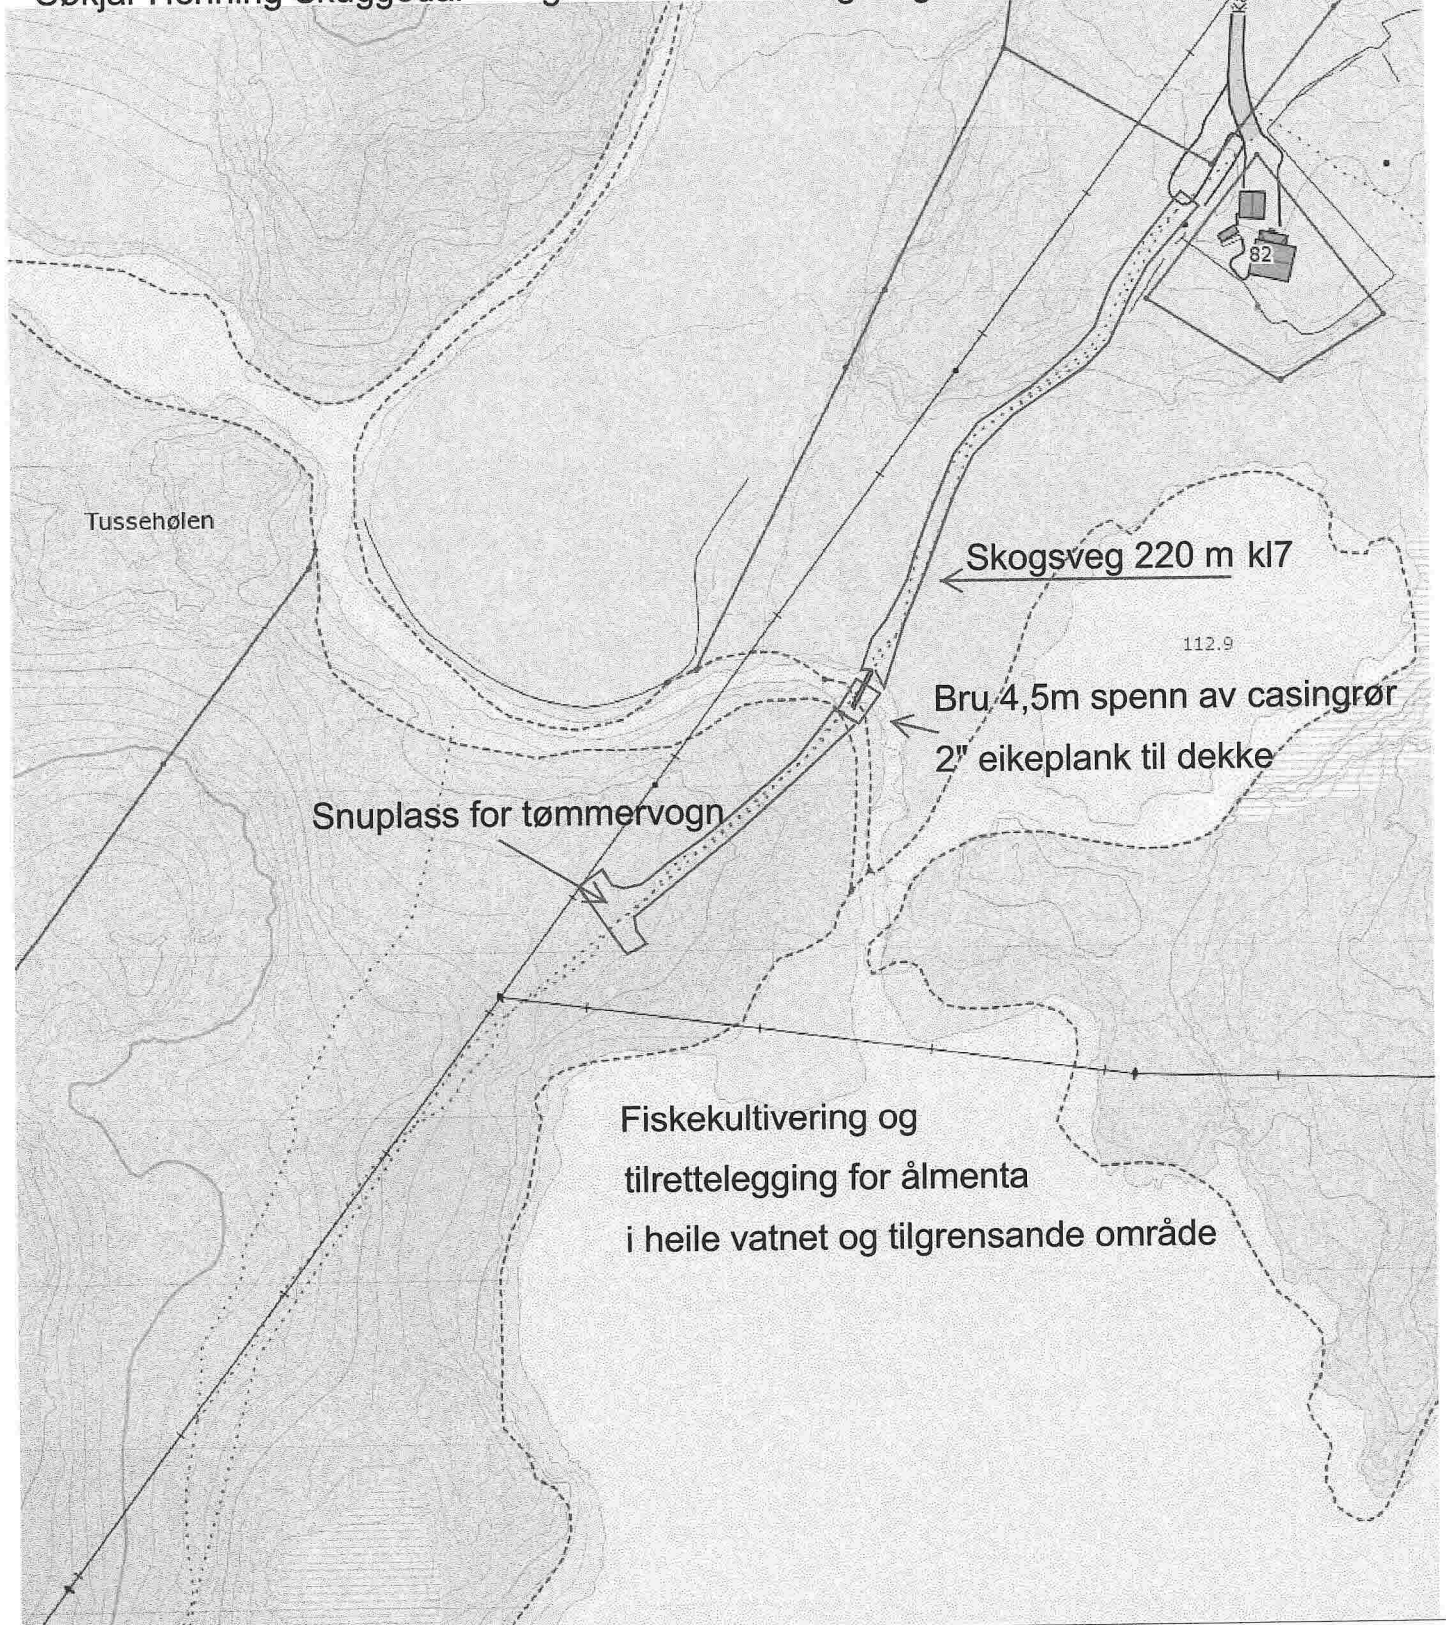 82
Tussehølen
Skogsveg 220 m kl7
112.9
Bru 4,5m spenn av casingrør
2" eikeplank til dekke
Snuplass for tømmervogn
Fiskekultivering og
tilrettelegging for ålmenta
i heile vatnet og tilgrensande område